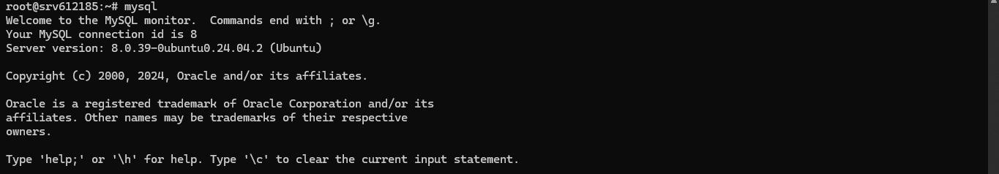 root@srv612185:~# mysql
Welcome to the MySQL monitor.  Commands end with ; or \g.
Your MySQL connection id is 8
Server version: 8.0.39-0ubuntu0.24.04.2 (Ubuntu)
Copyright (c) 2000, 2024, Oracle and/or its affiliates.
Oracle is a registered trademark of Oracle Corporation and/or its
affiliates. Other names may be trademarks of their respective
owners.
Type 'help;' or '\h' for help. Type '\c' to clear the current input statement.